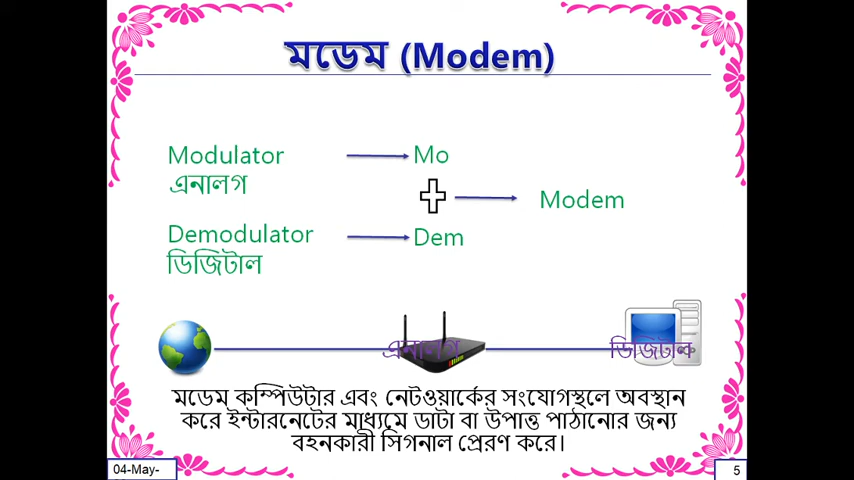 মডেম (Modem)
Modulator Mo
এনালগ
Modem
Demodulator Dem
ডিজিটাল
এনালগ ডিজিটাল
মডেম কম্পিউটার এবং নেটওয়ার্কের সংযোগস্থলে অবস্থান
করে ইন্টারনেটের মাধ্যমে ডাটা বা উপাত্ত পাঠানোর জন্য
বহনকারী সিগনাল প্রেরণ করে।
04-May-
5